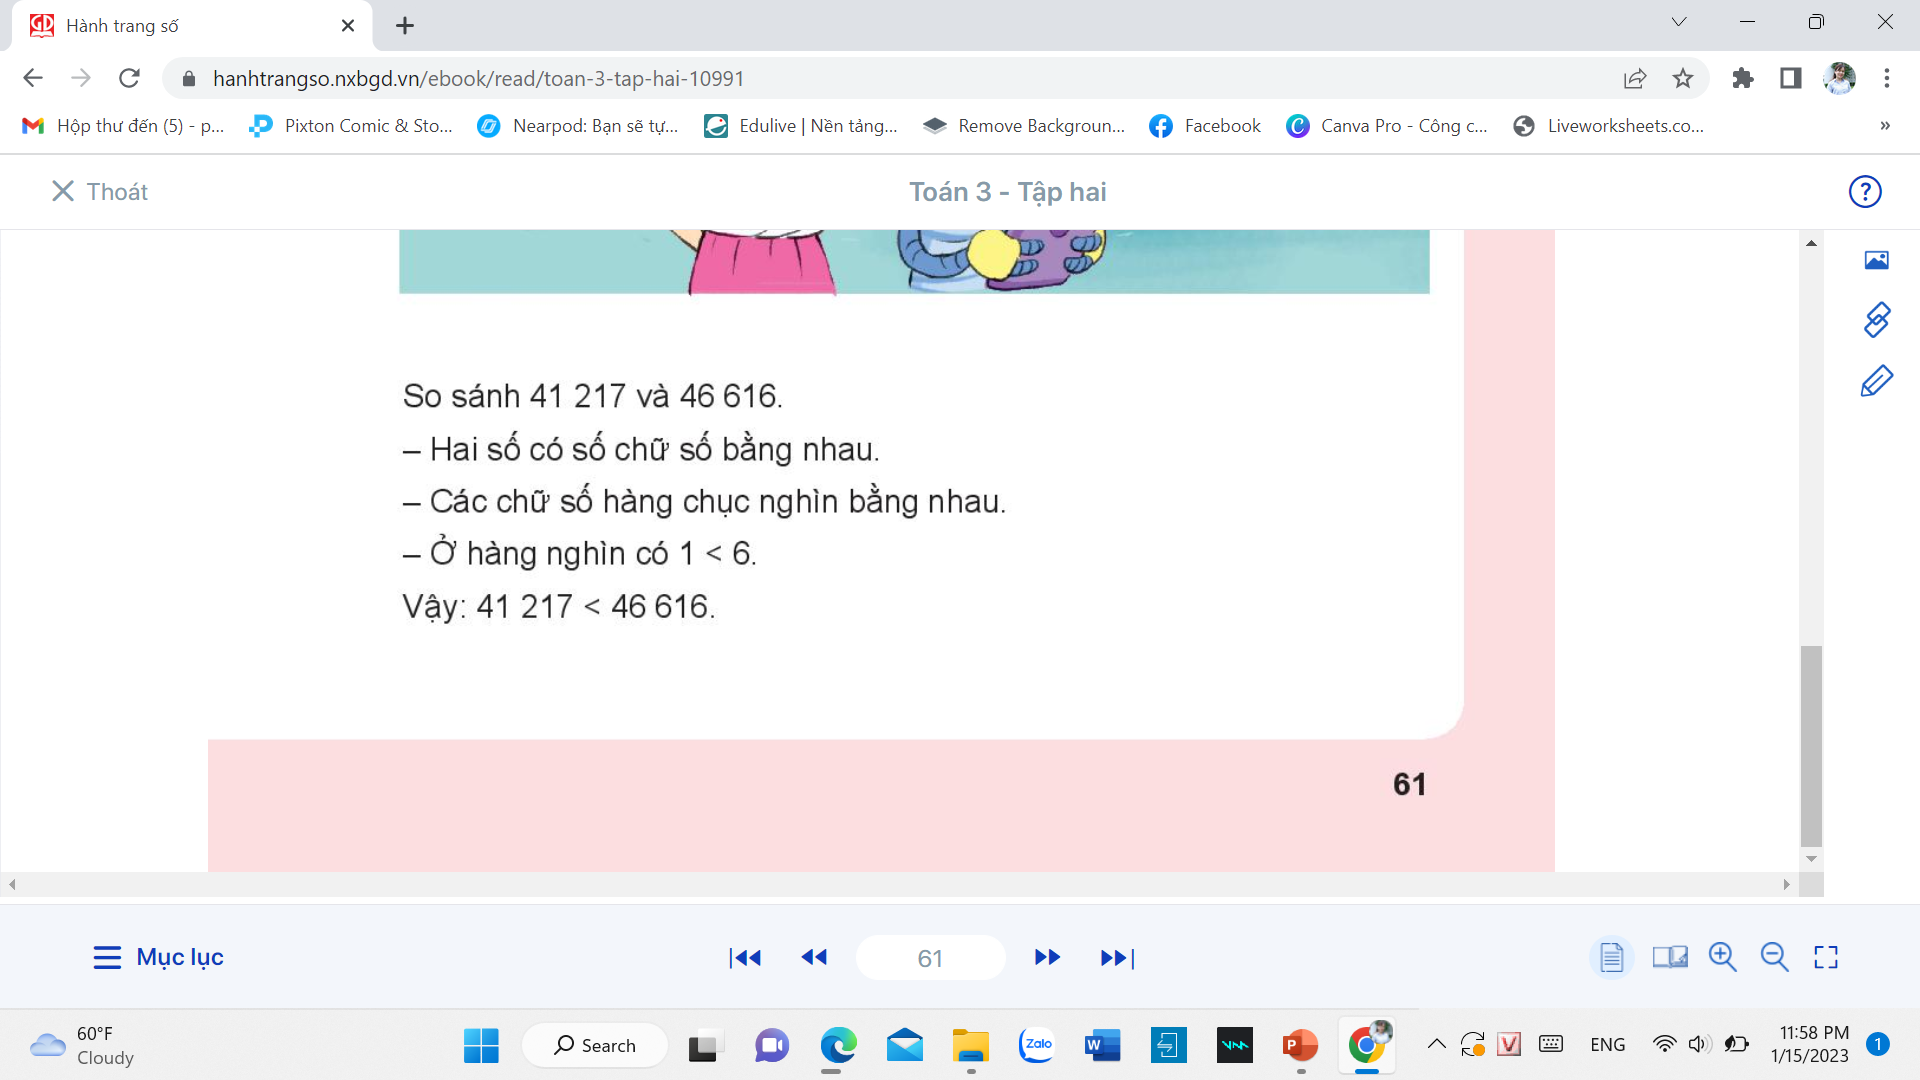 Hành trang số
hanhtrangso.nxbgd.vn/ebook/read/toan-3-tap-hai-10991
Hộp thư đến (5) - p... Pixton Comic & Sto... Nearpod: Bạn sẽ tự... Edulive | Nền tảng... Remove Backgroun... Facebook Canva Pro - Công c... Liveworksheets.co... »
Thoát Toán 3 - Tập hai ?
So sánh 41 217 và 46 616.
– Hai số có số chữ số bằng nhau.
– Các chữ số hàng chục nghìn bằng nhau.
– Ở hàng nghìn có 1 < 6.
Vậy: 41 217 < 46 616.
61
Mục lục 61
60°F
Cloudy
Search
Zalo
ENG
11:58 PM
1/15/2023
1